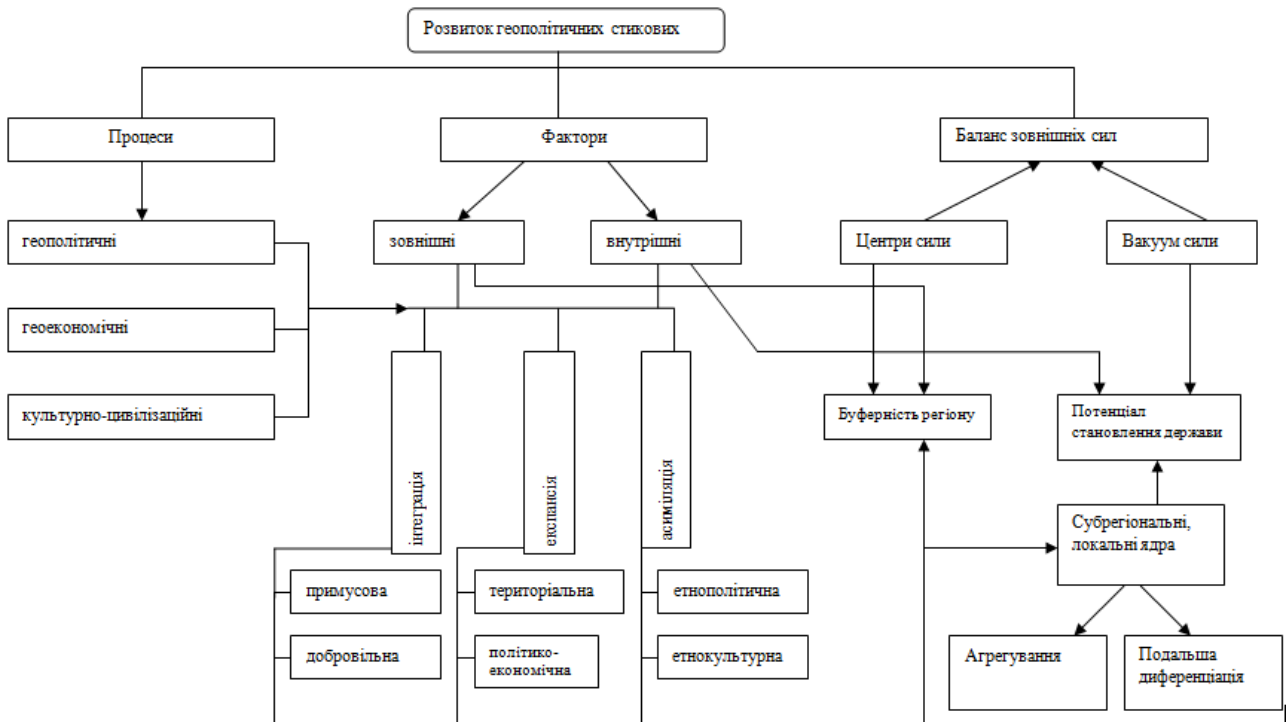 Розвиток геополітичних стикових
Процеси
Фактори
Баланс зовнішніх сил
геополітичні
зовнішні
внутрішні
Центри сили
Вакуум сили
геоекономічні
культурно-цивілізаційні
Буферність регіону
Потенціал
становлення держави
інтеграція
експансія
асиміляція
Субрегіональні,
локальні ядра
примусова
територіальна
етнополітична
добровільна
політико-
економічна
етнокультурна
Агрегування
Подальша
диференціація